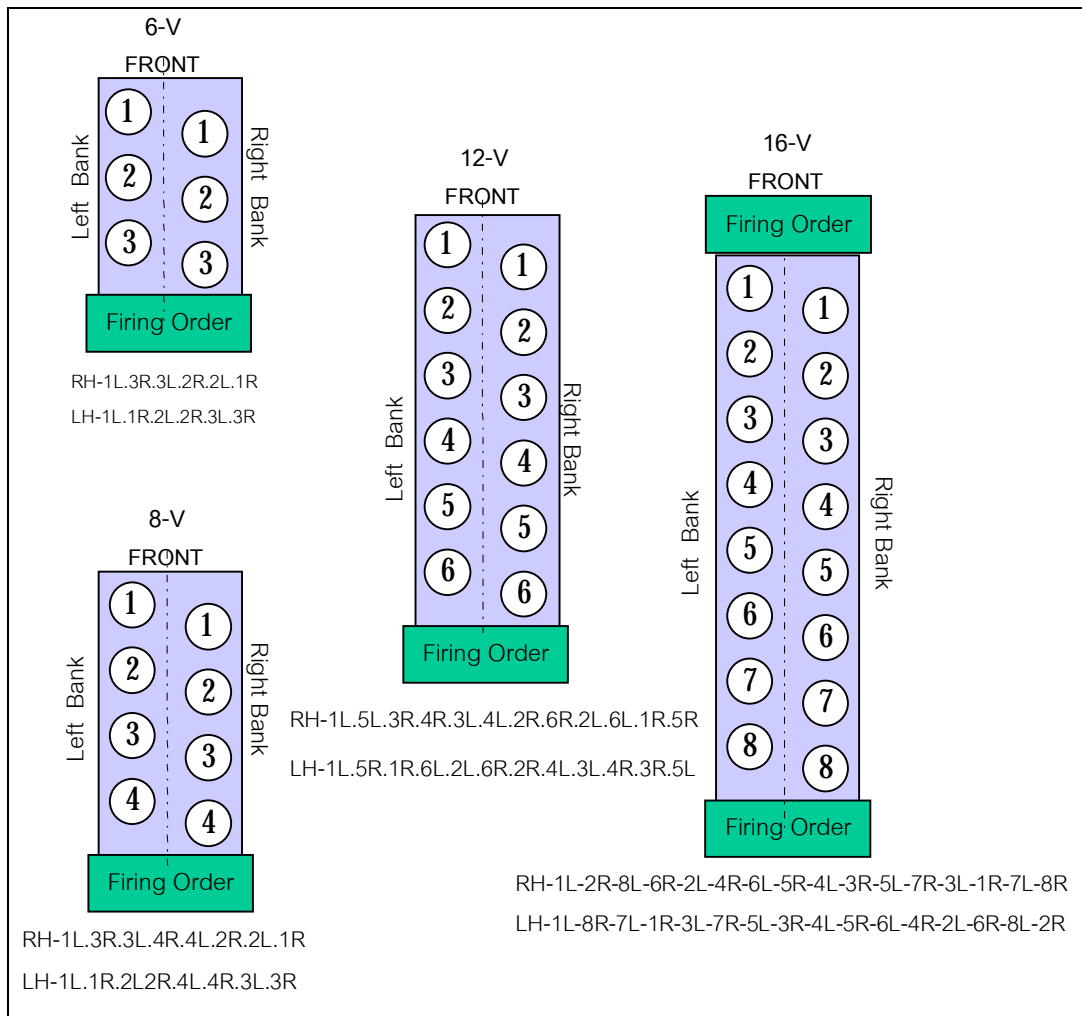 6-V
FRONT
Left Bank
1
2
3
1
2
3
Right Bank
Firing Order
RH-1L.3R.3L.2R.2L.1R
LH-1L.1R.2L.2R.3L.3R
8-V
FRONT
Left Bank
1
2
3
4
1
2
3
4
Right Bank
Firing Order
RH-1L.3R.3L.4R.4L.2R.2L.1R
LH-1L.1R.2L2R.4L.4R.3L.3R
12-V
FRONT
Left Bank
1
2
3
4
5
6
1
2
3
4
5
6
Right Bank
Firing Order
RH-1L.5L.3R.4R.3L.4L.2R.6R.2L.6L.1R.5R
LH-1L.5R.1R.6L.2L.6R.2R.4L.3L.4R.3R.5L
16-V
FRONT
Firing Order
Left Bank
1
2
3
4
5
6
7
8
1
2
3
4
5
6
7
8
Right Bank
Firing Order
RH-1L-2R-8L-6R-2L-4R-6L-5R-4L-3R-5L-7R-3L-1R-7L-8R
LH-1L-8R-7L-1R-3L-7R-5L-3R-4L-5R-6L-4R-2L-6R-8L-2R